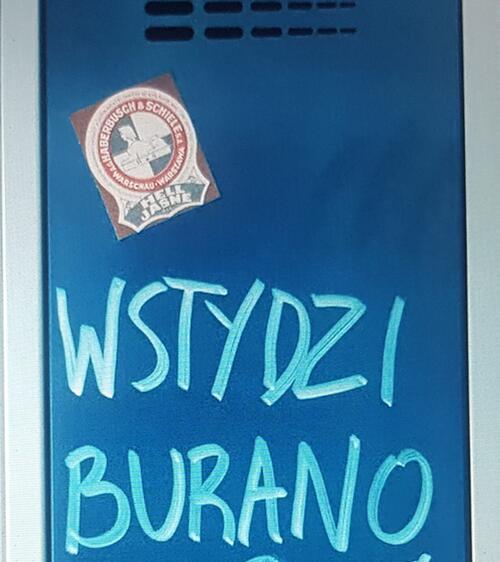 HABERBUSCH & SCHIELE
WARSCHAU · WARSZAWA
HELL
JASNE
WSTYDZI
BURANO